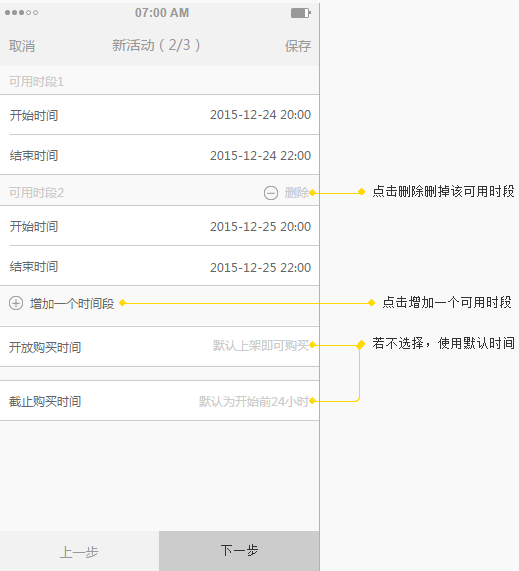 07:00 AM
取消 新活动（2/3） 保存
可用时段1
开始时间 2015-12-24 20:00
结束时间 2015-12-24 22:00
可用时段2 删除 点击删除删掉该可用时段
开始时间 2015-12-25 20:00
结束时间 2015-12-25 22:00
增加一个时间段 点击增加一个可用时段
开放购买时间 默认上架即可购买 若不选择，使用默认时间
截止购买时间 默认为开始前24小时
上一步 下一步